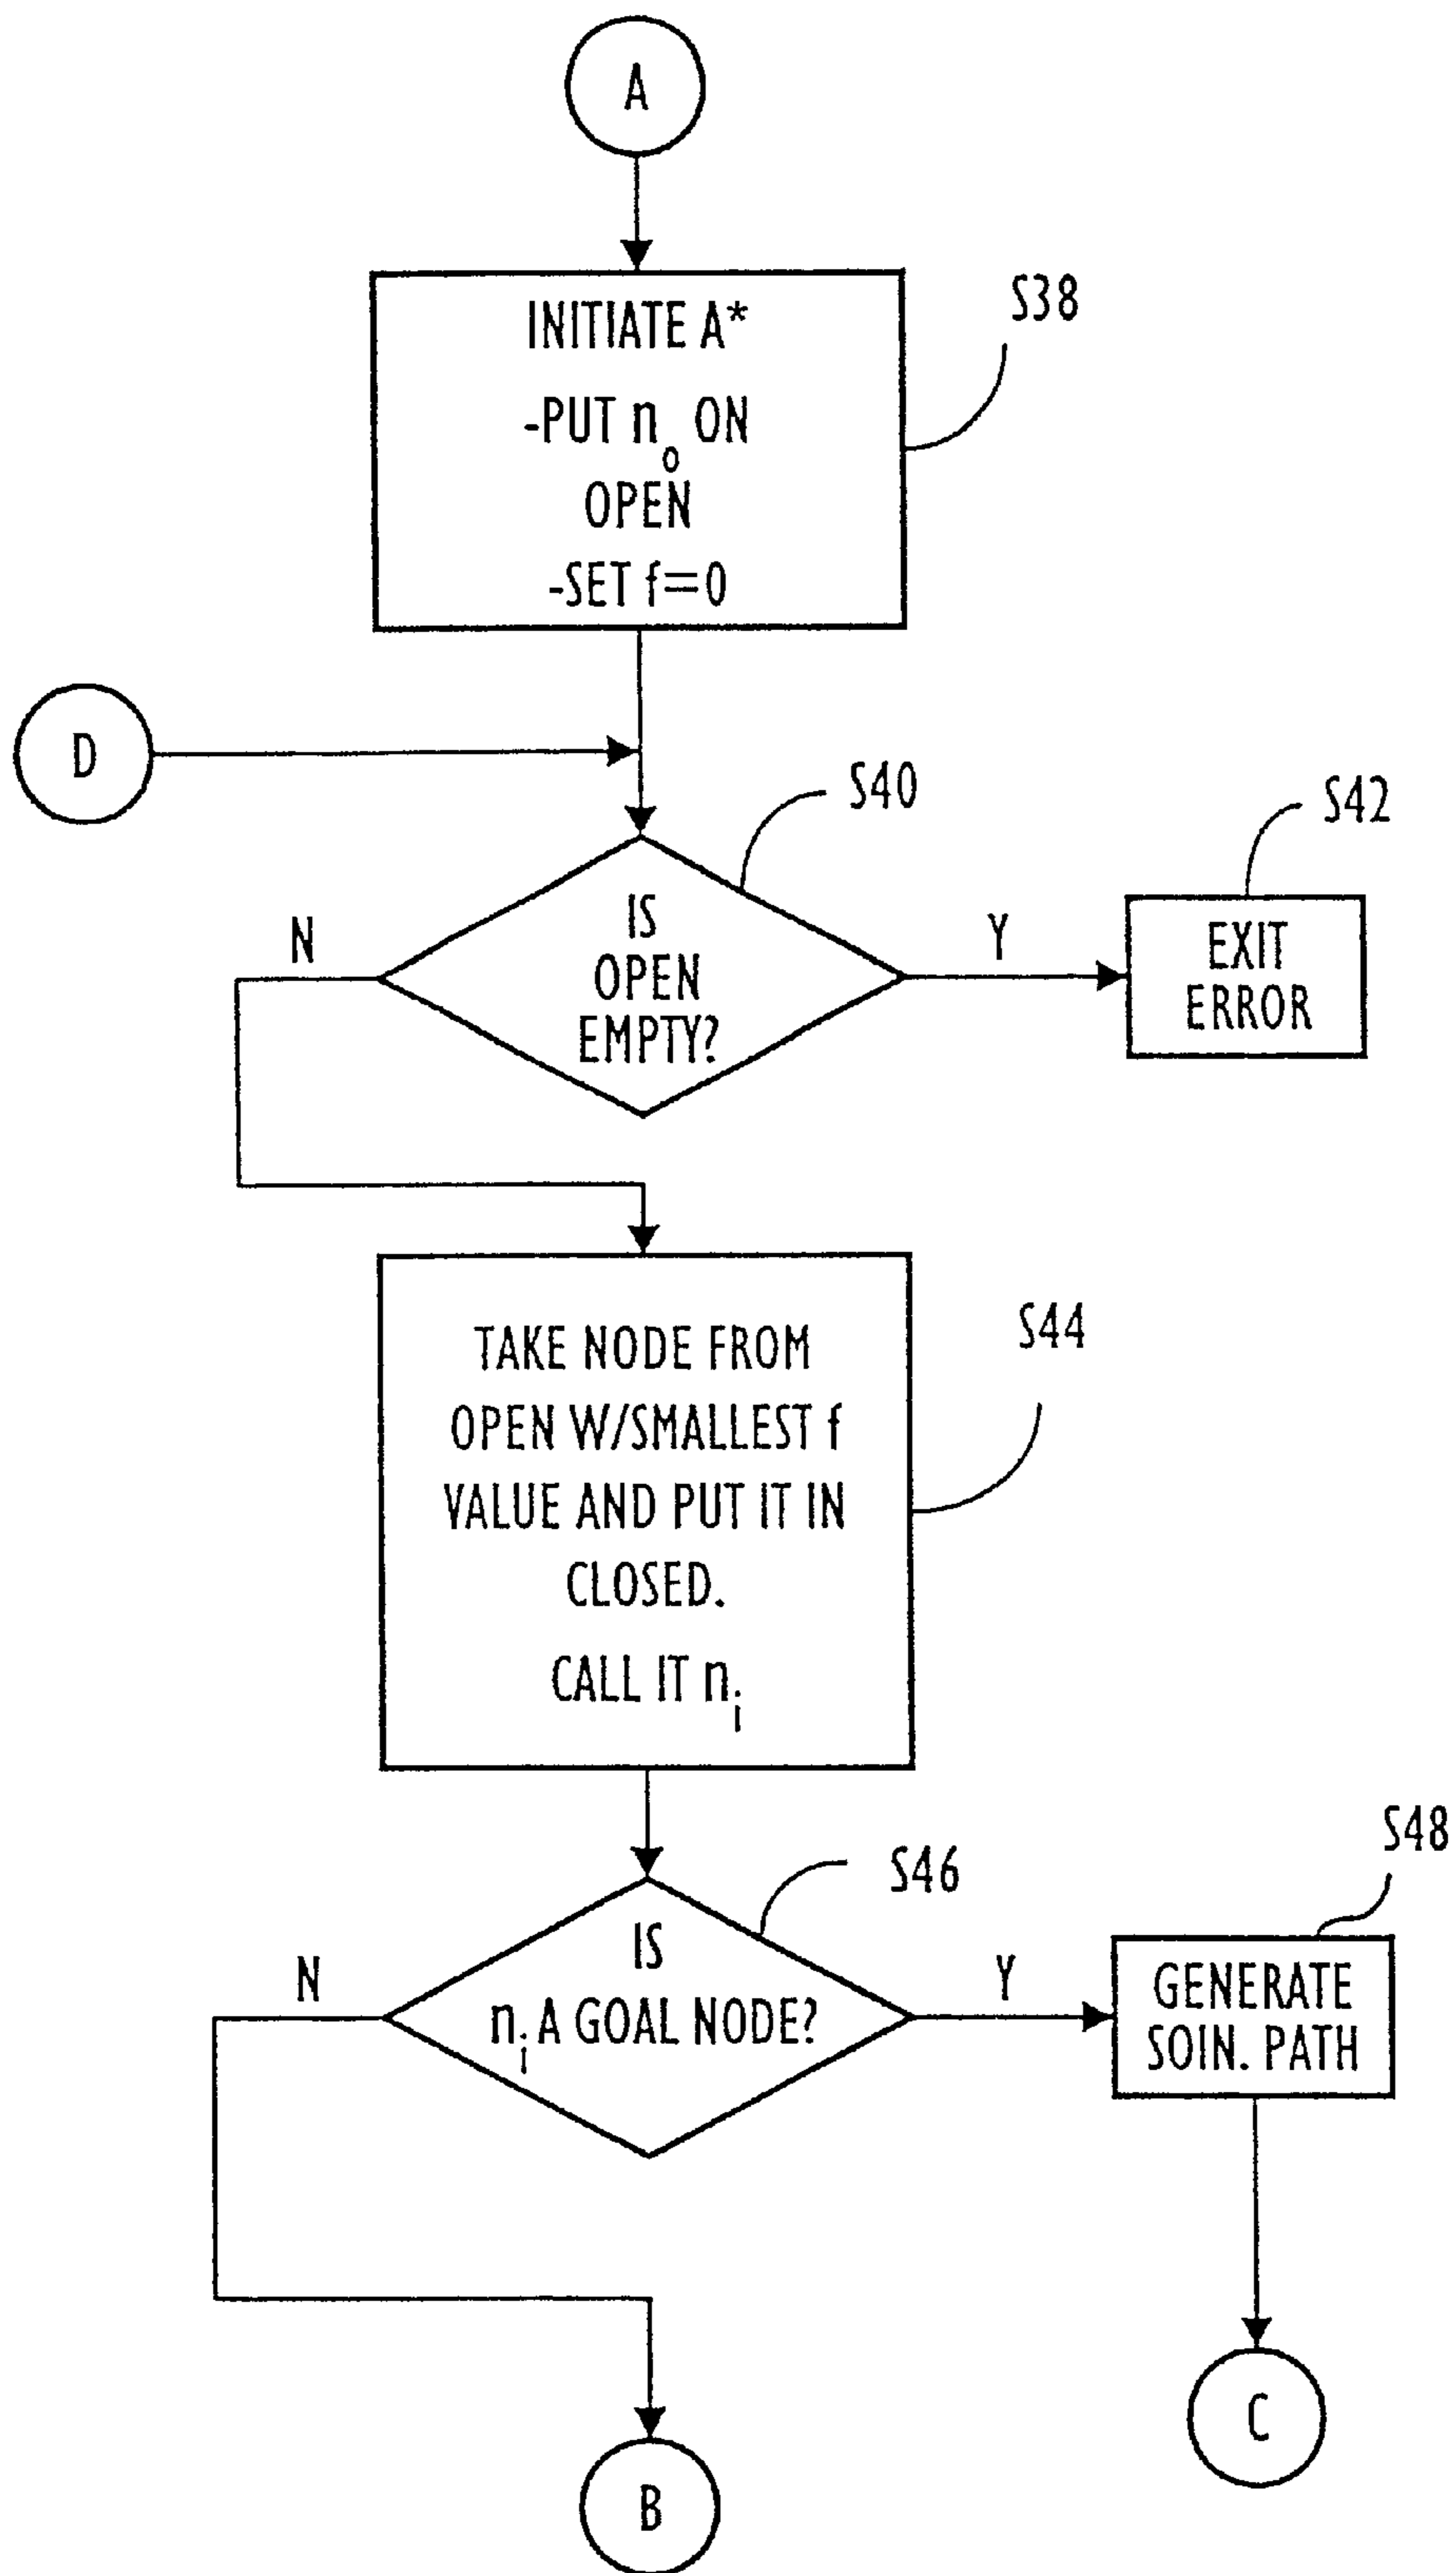 A
INITIATE A*
-PUT n₀ ON
OPEN
-SET f=0
S38
D
S40
IS
OPEN
EMPTY?
N
Y
S42
EXIT
ERROR
TAKE NODE FROM
OPEN W/SMALLEST f
VALUE AND PUT IT IN
CLOSED.
CALL IT nᵢ
S44
S46
IS
nᵢ A GOAL NODE?
N
Y
S48
GENERATE
SOIN. PATH
C
B